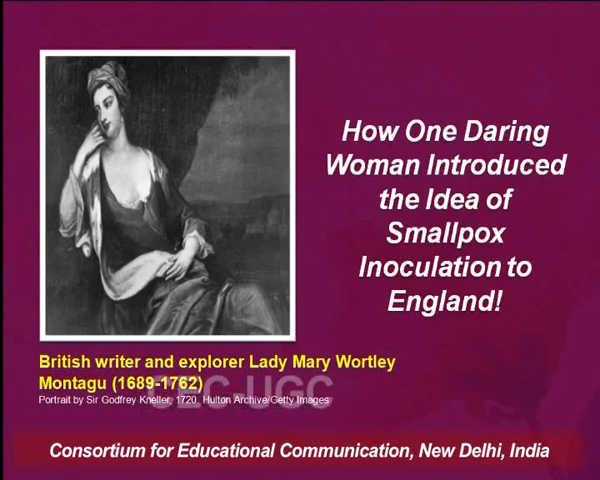 How One Daring
Woman Introduced
the Idea of
Smallpox
Inoculation to
England!
British writer and explorer Lady Mary Wortley
Montagu (1689-1762)
CEC-UGC
Portrait by Sir Godfrey Kneller, 1720, Hulton Archive/Getty Images
Consortium for Educational Communication, New Delhi, India